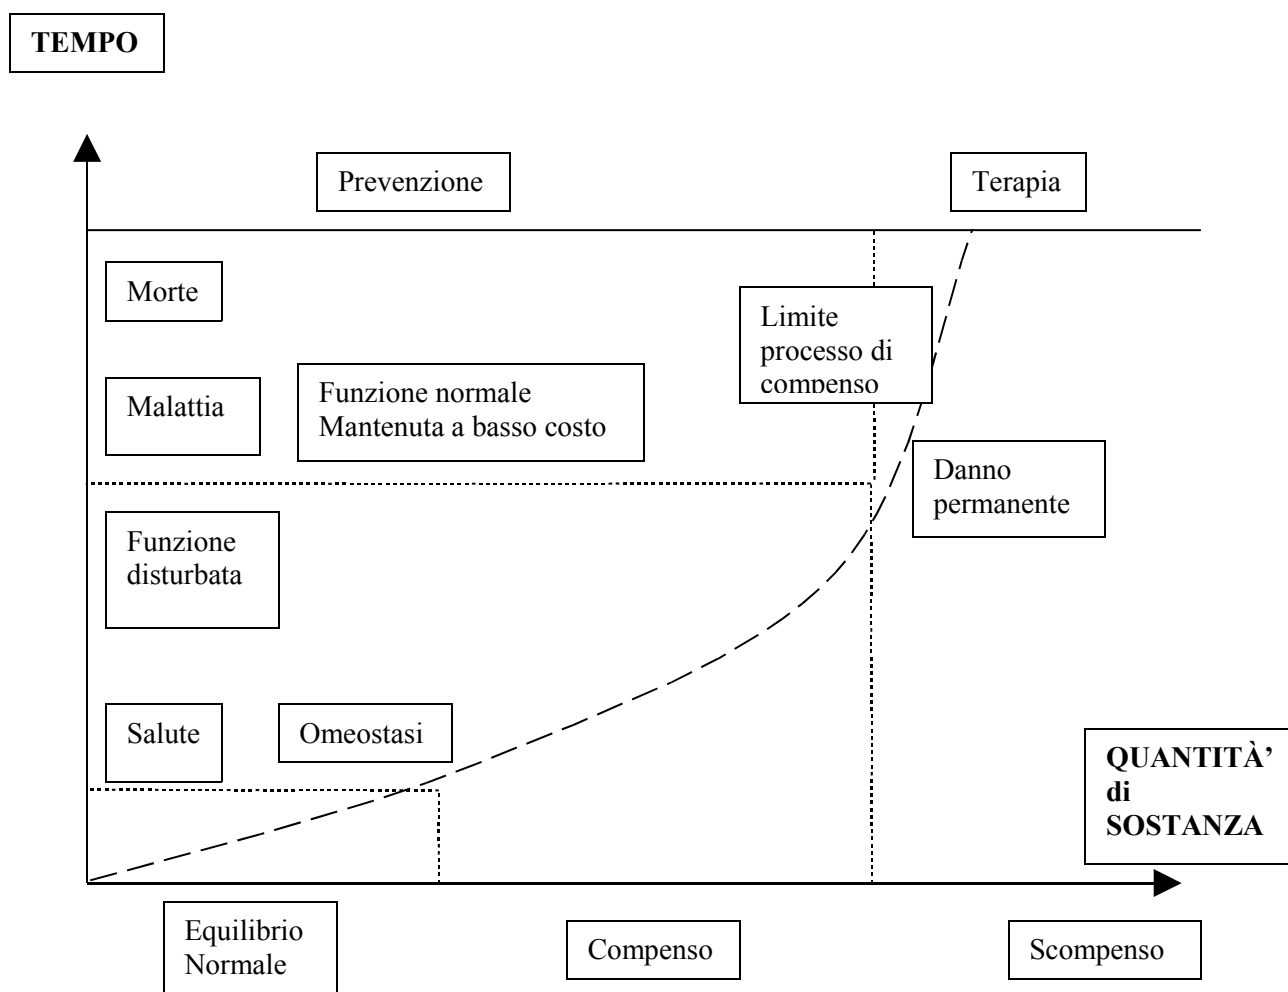 TEMPO
Prevenzione
Terapia
Morte
Limite
processo di
compenso
Malattia
Funzione normale
Mantenuta a basso costo
Danno
permanente
Funzione
disturbata
Salute
Omeostasi
QUANTITÀ’
di
SOSTANZA
Equilibrio
Normale
Compenso
Scompenso